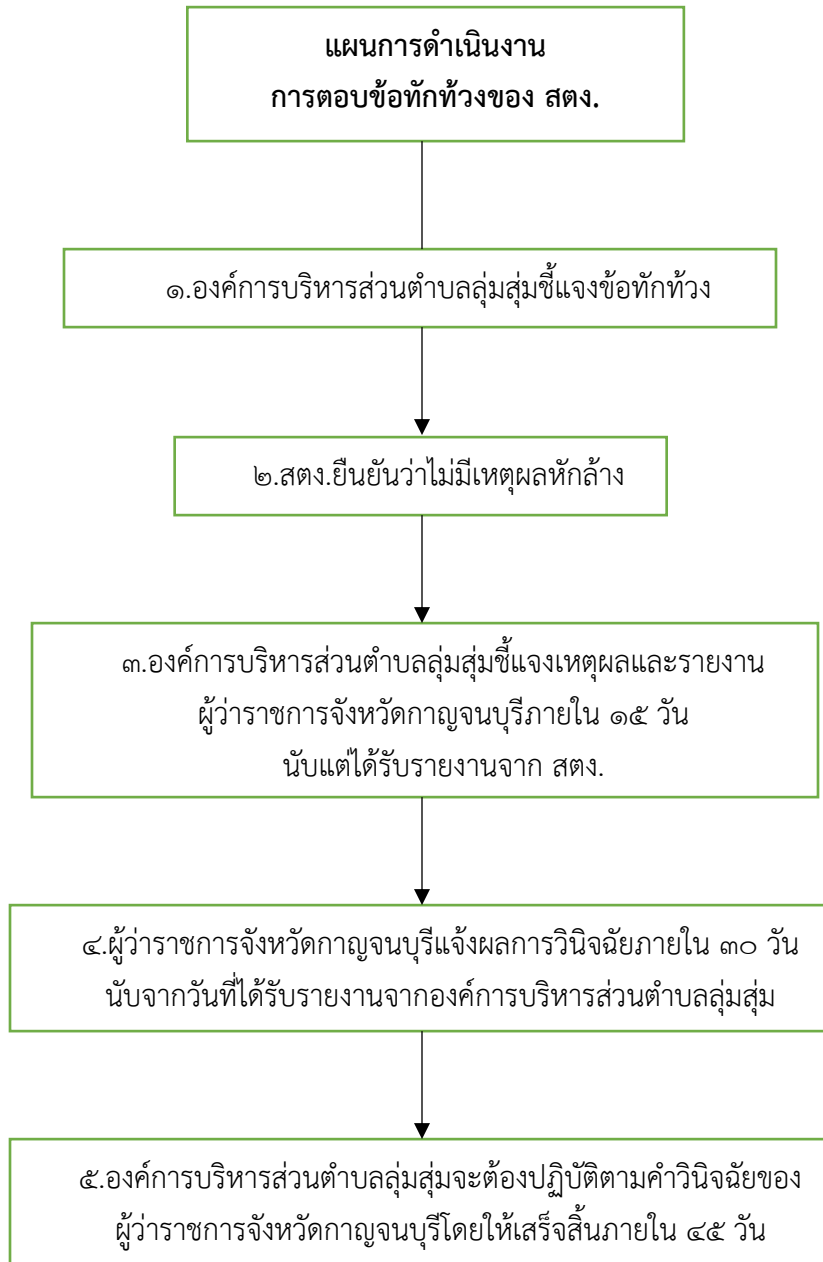 แผนการดำเนินงาน
การตอบข้อทักท้วงของ สตง.
๑.องค์การบริหารส่วนตำบลลุ่มสุ่มชี้แจงข้อทักท้วง
๒.สตง.ยืนยันว่าไม่มีเหตุผลหักล้าง
๓.องค์การบริหารส่วนตำบลลุ่มสุ่มชี้แจงเหตุผลและรายงาน
ผู้ว่าราชการจังหวัดกาญจนบุรีภายใน ๑๕ วัน
นับแต่ได้รับรายงานจาก สตง.
๔.ผู้ว่าราชการจังหวัดกาญจนบุรีแจ้งผลการวินิจฉัยภายใน ๓๐ วัน
นับจากวันที่ได้รับรายงานจากองค์การบริหารส่วนตำบลลุ่มสุ่ม
๕.องค์การบริหารส่วนตำบลลุ่มสุ่มจะต้องปฏิบัติตามคำวินิจฉัยของ
ผู้ว่าราชการจังหวัดกาญจนบุรีโดยให้เสร็จสิ้นภายใน ๔๕ วัน